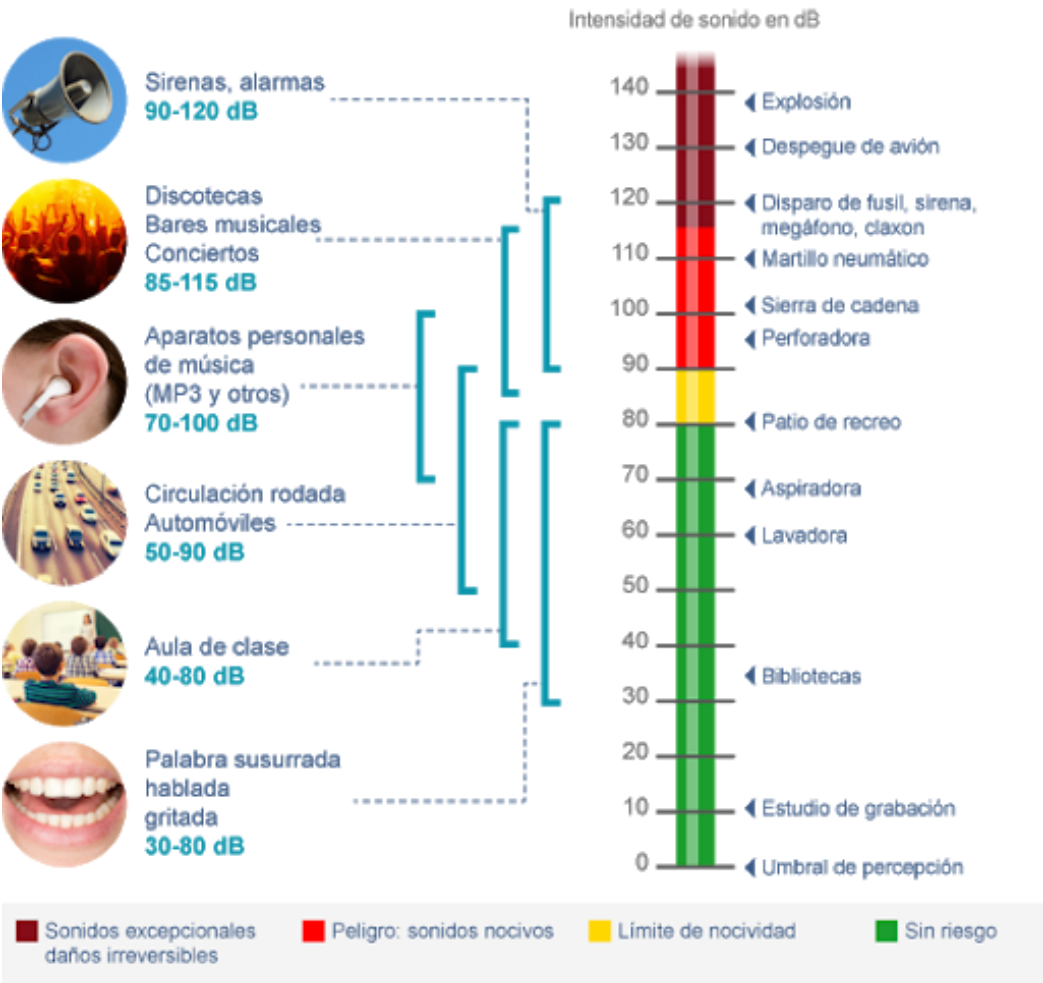 Intensidad de sonido en dB
Sirenas, alarmas
90-120 dB
Discotecas
Bares musicales
Conciertos
85-115 dB
Aparatos personales
de música
(MP3 y otros)
70-100 dB
Circulación rodada
Automóviles
50-90 dB
Aula de clase
40-80 dB
Palabra susurrada
hablada
gritada
30-80 dB
140
130
120
110
100
90
80
70
60
50
40
30
20
10
0
Explosión
Despegue de avión
Disparo de fusil, sirena,
megáfono, claxon
Martillo neumático
Sierra de cadena
Perforadora
Patio de recreo
Aspiradora
Lavadora
Bibliotecas
Estudio de grabación
Umbral de percepción
Sonidos excepcionales
daños irreversibles
Peligro: sonidos nocivos
Límite de nocividad
Sin riesgo